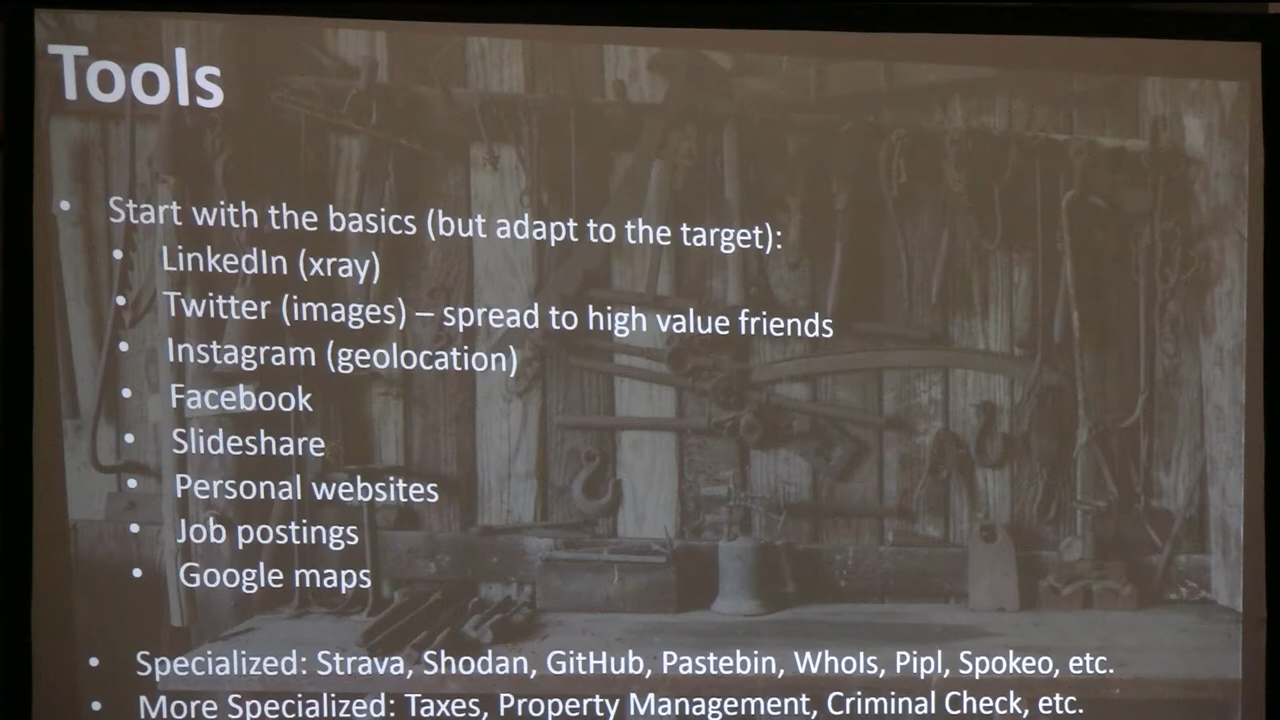 Tools
• Start with the basics (but adapt to the target):
• LinkedIn (xray)
• Twitter (images) – spread to high value friends
• Instagram (geolocation)
• Facebook
• Slideshare
• Personal websites
• Job postings
• Google maps
• Specialized: Strava, Shodan, GitHub, Pastebin, WhoIs, Pipl, Spokeo, etc.
• More Specialized: Taxes, Property Management, Criminal Check, etc.